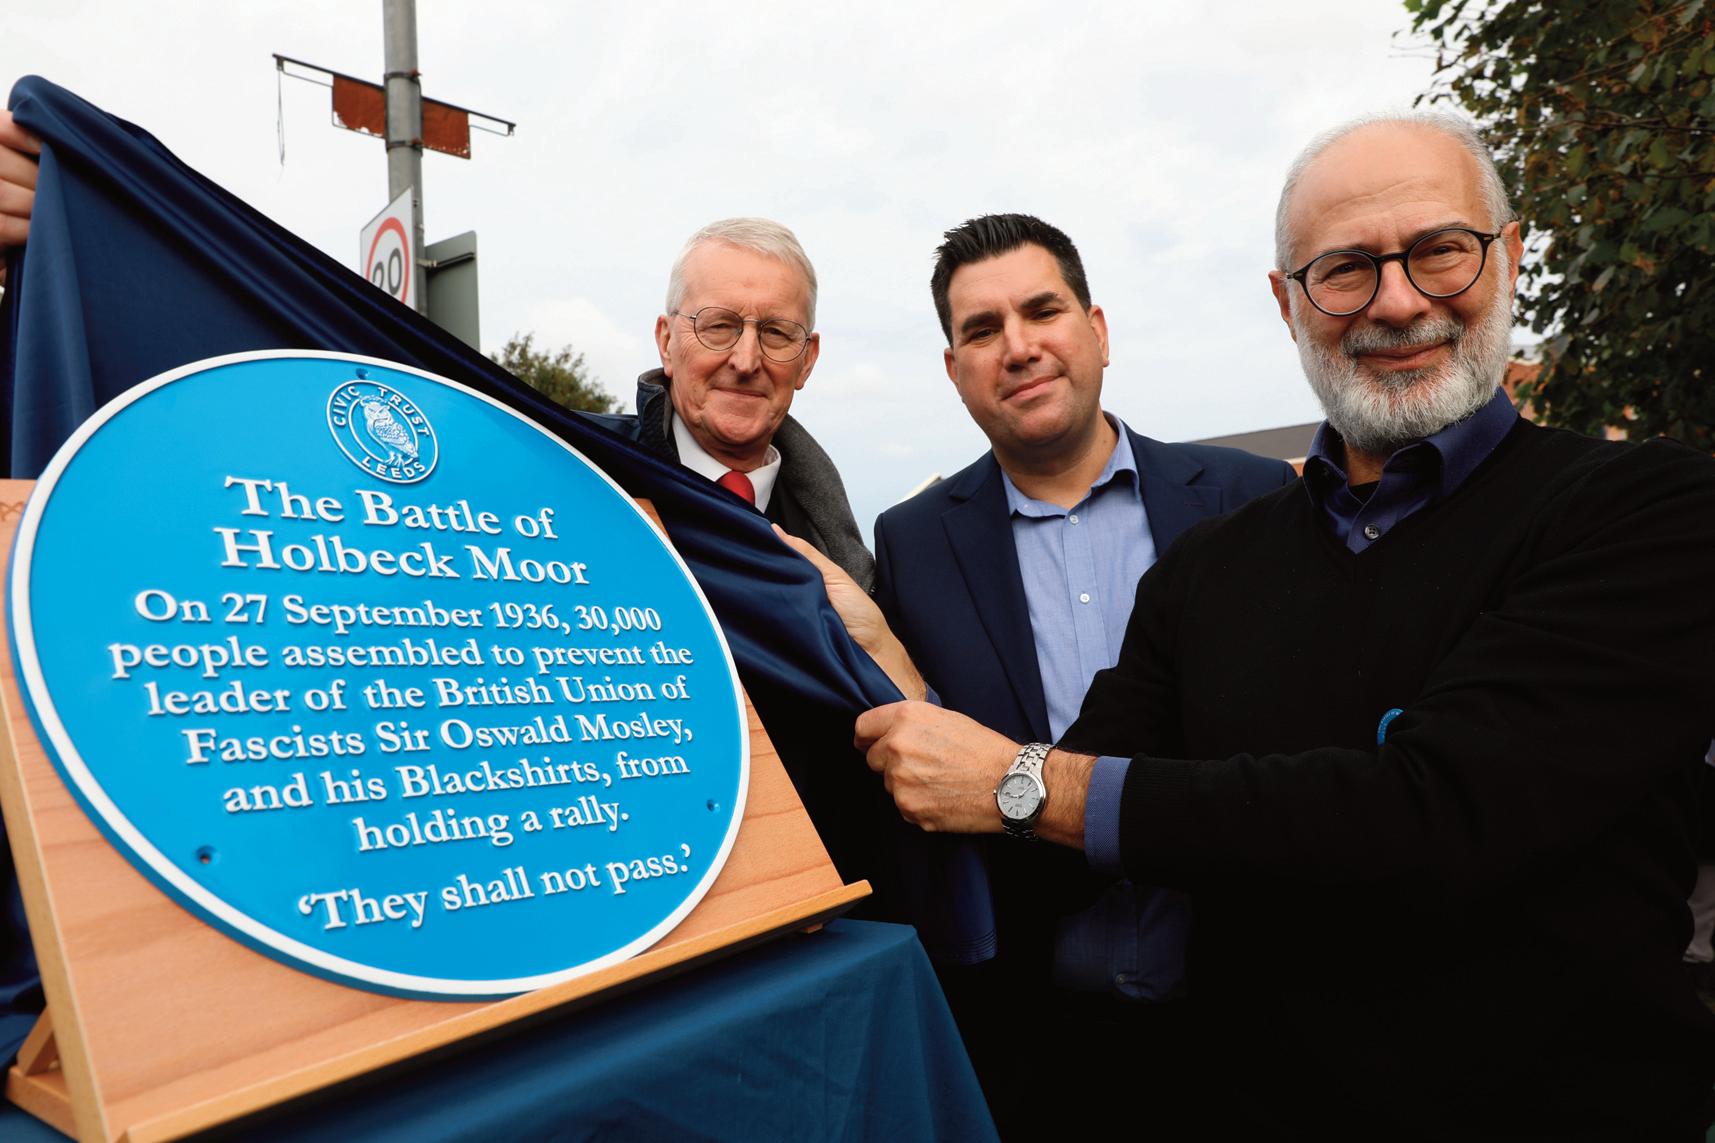 CIVIC TRUST
LEEDS
The Battle of
Holbeck Moor
On 27 September 1936, 30,000
people assembled to prevent the
leader of the British Union of
Fascists Sir Oswald Mosley,
and his Blackshirts, from
holding a rally.
‘They shall not pass.’